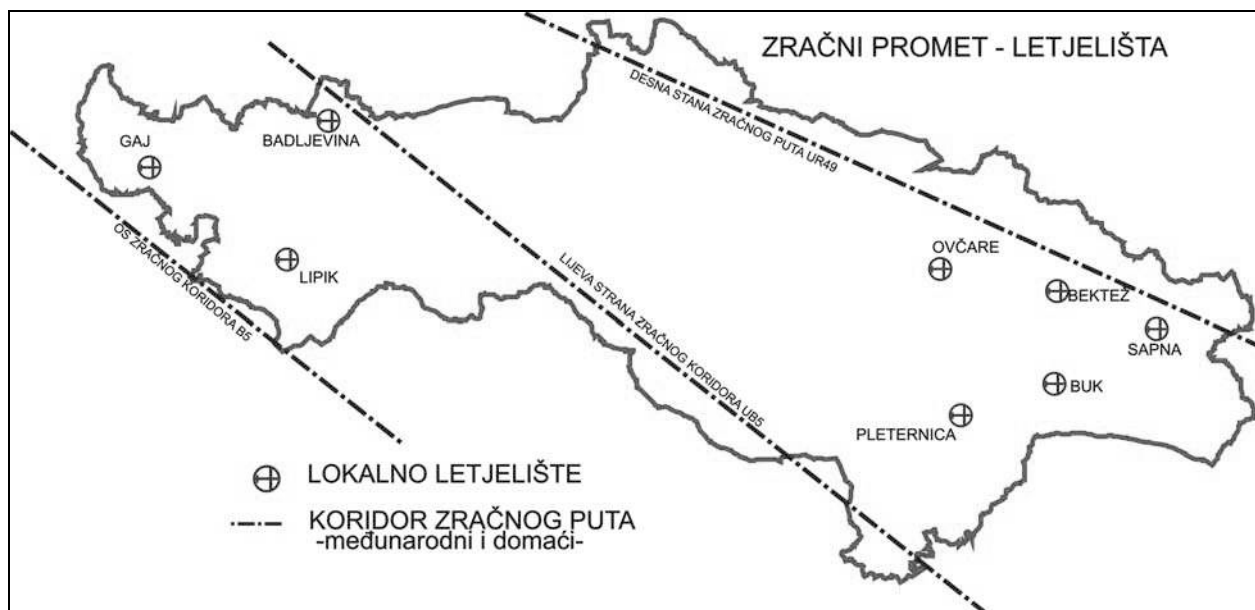 ZRAČNI PROMET - LETJELIŠTA
DESNA STANA ZRAČNOG PUTA UR49
GAJ
BADLJEVINA
LIPIK
OS ZRAČNOG KORIDORA B5
LIJEVA STRANA ZRAČNOG KORIDORA UB5
OVČARE
BEKTEŽ
SAPNA
BUK
PLETERNICA
LOKALNO LETJELIŠTE
KORIDOR ZRAČNOG PUTA
-međunarodni i domaći-